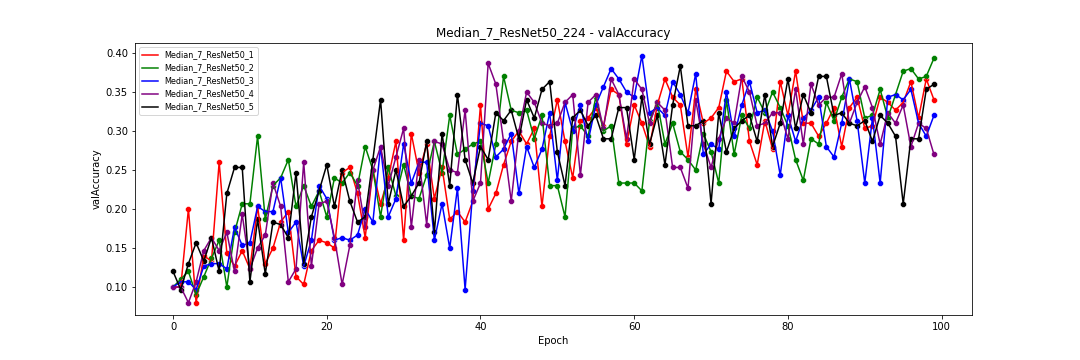 Median_7_ResNet50_224 - valAccuracy
0.40
0.35
0.30
0.25
0.20
0.15
0.10
valAccuracy
Median_7_ResNet50_1
Median_7_ResNet50_2
Median_7_ResNet50_3
Median_7_ResNet50_4
Median_7_ResNet50_5
0
20
40
60
80
100
Epoch